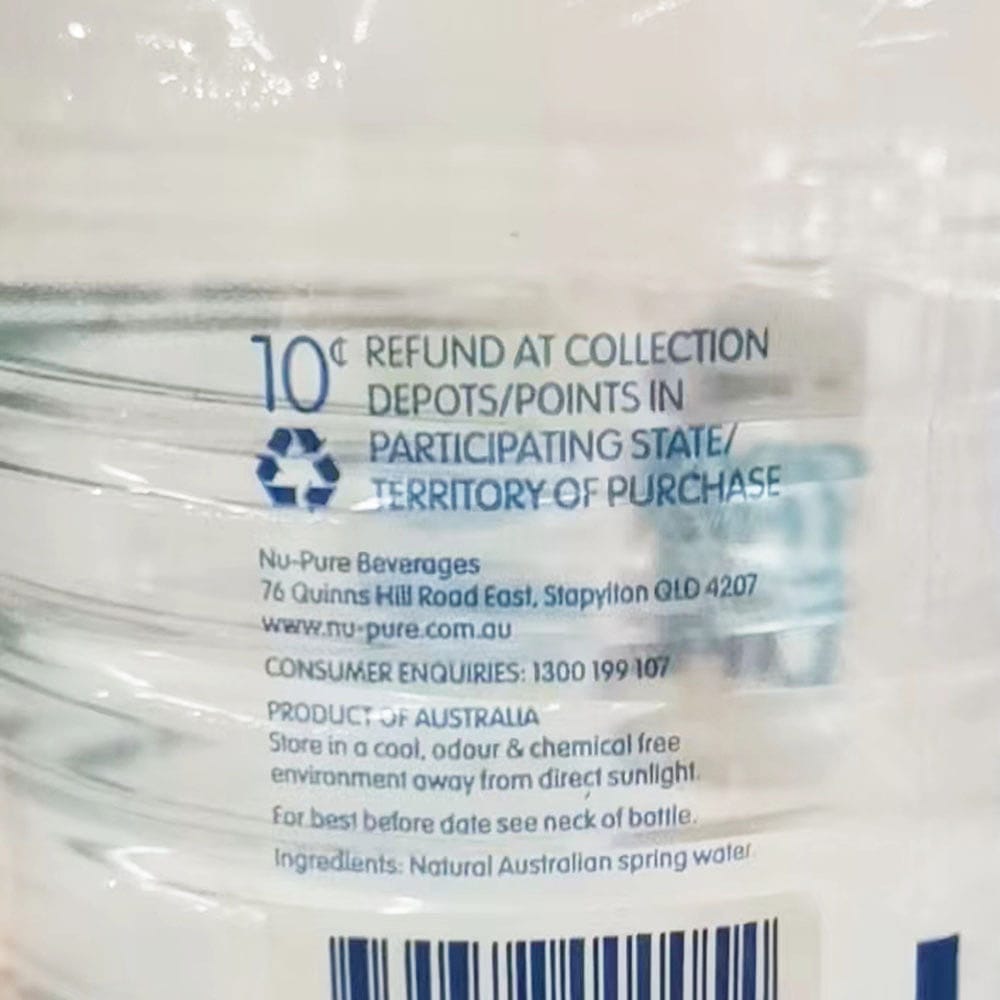 10¢ REFUND AT COLLECTION
DEPOTS/POINTS IN
PARTICIPATING STATE/
TERRITORY OF PURCHASE
Nu-Pure Beverages
76 Quinns Hill Road East, Stapylton QLD 4207
www.nu-pure.com.au
CONSUMER ENQUIRIES: 1300 199 107
PRODUCT OF AUSTRALIA
Store in a cool, odour & chemical free
environment away from direct sunlight.
For best before date see neck of bottle.
Ingredients: Natural Australian spring water